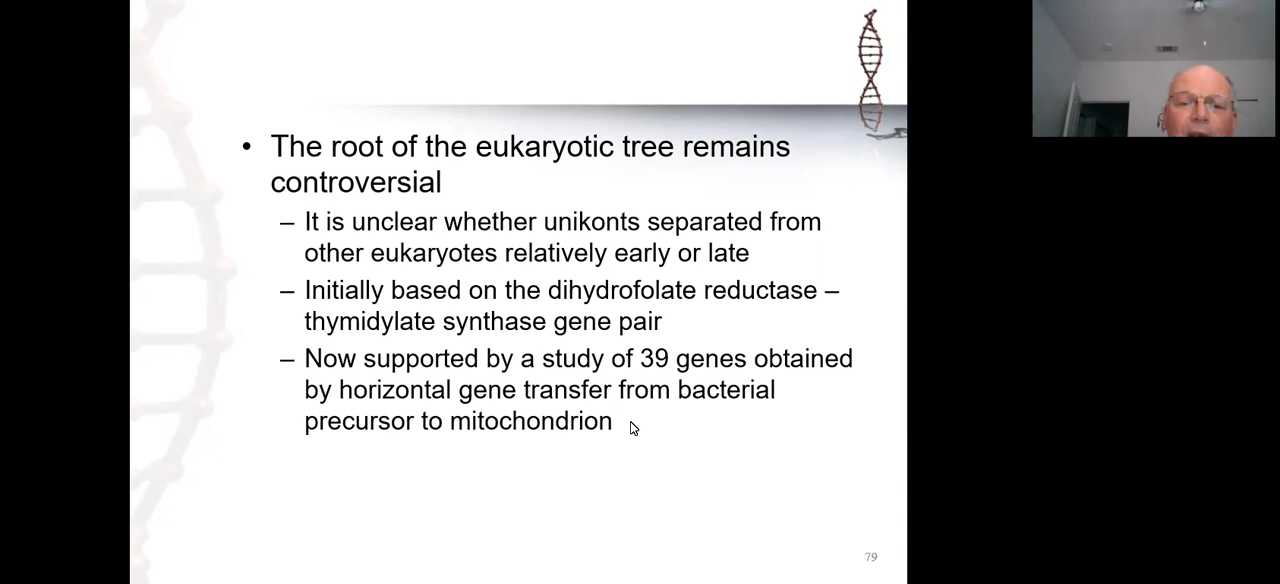 • The root of the eukaryotic tree remains
controversial
– It is unclear whether unikonts separated from
other eukaryotes relatively early or late
– Initially based on the dihydrofolate reductase –
thymidylate synthase gene pair
– Now supported by a study of 39 genes obtained
by horizontal gene transfer from bacterial
precursor to mitochondrion
79